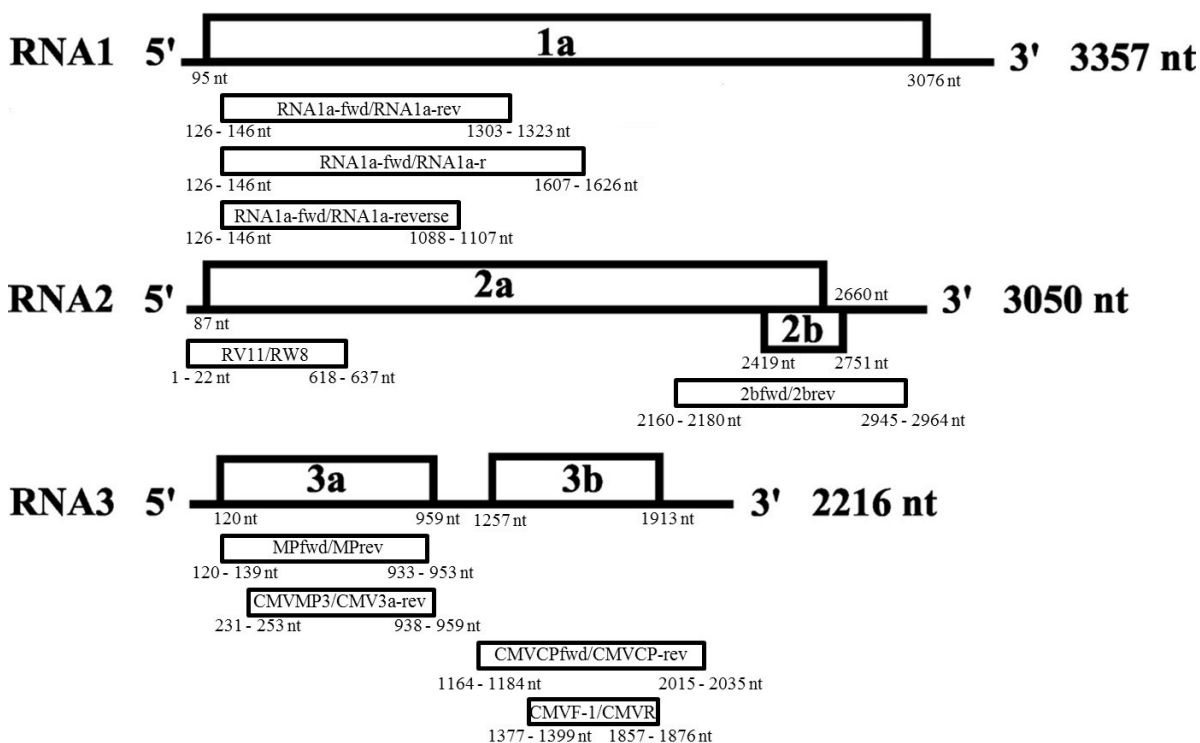 1a
RNA1 5' 3' 3357 nt
95 nt 3076 nt
RNA1a-fwd/RNA1a-rev
126 - 146 nt 1303 - 1323 nt
RNA1a-fwd/RNA1a-r
126 - 146 nt 1607 - 1626 nt
RNA1a-fwd/RNA1a-reverse
126 - 146 nt 1088 - 1107 nt
2a
RNA2 5' 2660 nt 3' 3050 nt
87 nt 2b
RV11/RW8
1 - 22 nt 618 - 637 nt 2419 nt 2751 nt
2bfwd/2brev
2160 - 2180 nt 2945 - 2964 nt
3a 3b
RNA3 5' 3' 2216 nt
120 nt 959 nt 1257 nt 1913 nt
MPfwd/MPrev
120 - 139 nt 933 - 953 nt
CMVMP3/CMV3a-rev
231 - 253 nt 938 - 959 nt
CMVCPfwd/CMVCP-rev
1164 - 1184 nt 2015 - 2035 nt
CMVF-1/CMVR
1377 - 1399 nt 1857 - 1876 nt